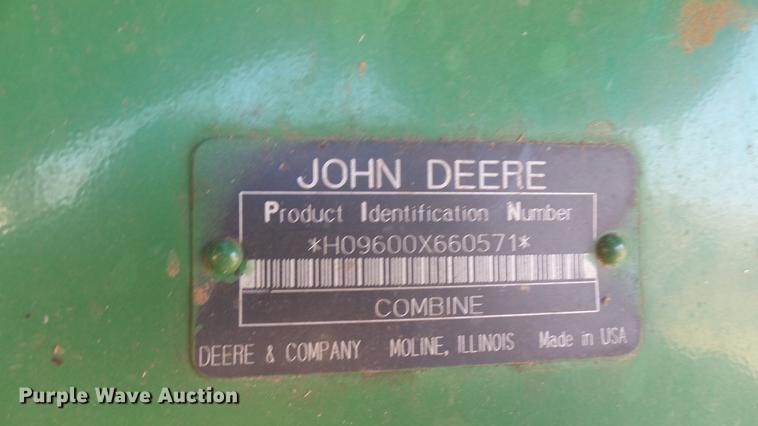 JOHN DEERE
Product Identification Number
*H09600X660571*
COMBINE
DEERE & COMPANY MOLINE, ILLINOIS Made in USA
Purple Wave Auction